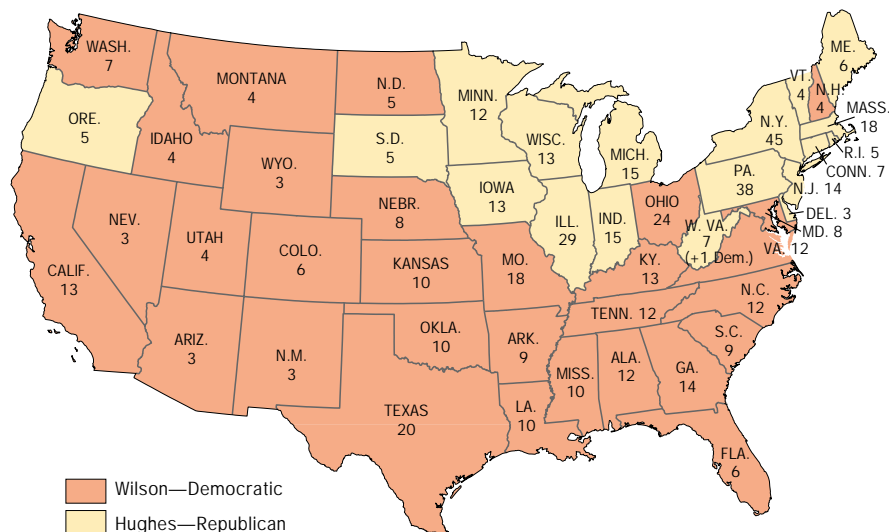 WASH.
7
MONTANA
4
N.D.
5
MINN.
12
VT.
4
N.H.
4
ME.
6
MASS.
18
ORE.
5
IDAHO
4
WYO.
3
S.D.
5
WISC.
13
MICH.
15
N.Y.
45
R.I. 5
CONN. 7
NEV.
3
UTAH
4
COLO.
6
NEBR.
8
IOWA
13
ILL.
29
IND.
15
OHIO
24
PA.
38
N.J. 14
DEL. 3
MD. 8
W. VA.
7
(+1 Dem.)
VA. 12
CALIF.
13
KANSAS
10
MO.
18
KY.
13
N.C.
12
ARIZ.
3
N.M.
3
OKLA.
10
ARK.
9
TENN. 12
S.C.
9
TEXAS
20
LA.
10
MISS.
10
ALA.
12
GA.
14
FLA.
6
Wilson—Democratic
Hughes—Republican